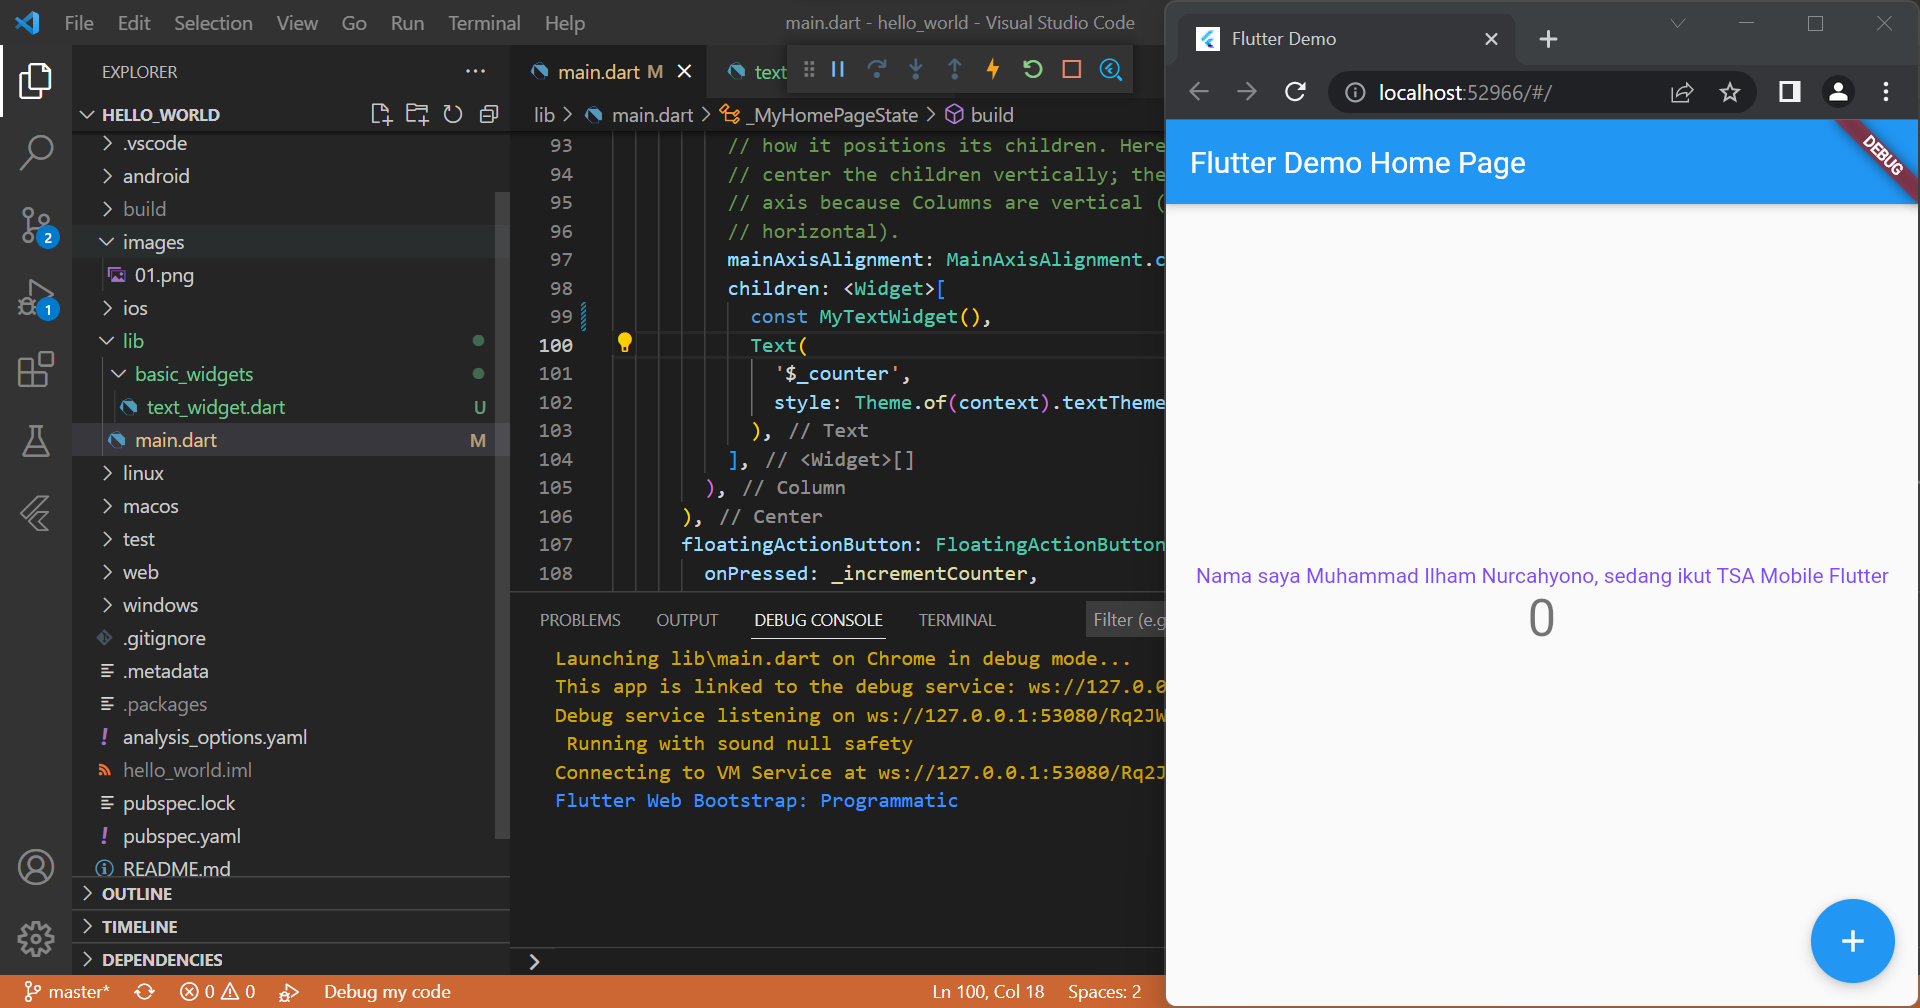 File Edit Selection View Go Run Terminal Help main.dart - hello_world - Visual Studio Code
EXPLORER
HELLO_WORLD
.vscode
android
build
images
01.png
ios
lib
basic_widgets
text_widget.dart U
main.dart M
linux
macos
test
web
windows
.gitignore
.metadata
.packages
analysis_options.yaml
hello_world.iml
pubspec.lock
pubspec.yaml
README.md
OUTLINE
TIMELINE
DEPENDENCIES
2
1
main.dart M text
lib > main.dart > _MyHomePageState > build
93 // how it positions its children. Here
94 // center the children vertically; the
95 // axis because Columns are vertical (
96 // horizontal).
97 mainAxisAlignment: MainAxisAlignment.c
98 children: <Widget>[
99 const MyTextWidget(),
100 Text(
101 '$_counter',
102 style: Theme.of(context).textTheme
103 ), // Text
104 ], // <Widget>[]
105 ), // Column
106 ), // Center
107 floatingActionButton: FloatingActionButton
108 onPressed: _incrementCounter,
PROBLEMS OUTPUT DEBUG CONSOLE TERMINAL Filter (e.g
Launching lib\main.dart on Chrome in debug mode...
This app is linked to the debug service: ws://127.0.0
Debug service listening on ws://127.0.0.1:53080/Rq2JW
Running with sound null safety
Connecting to VM Service at ws://127.0.0.1:53080/Rq2J
Flutter Web Bootstrap: Programmatic
>
master* 0 0 Debug my code Ln 100, Col 18 Spaces: 2
Flutter Demo
localhost:52966/#/
Flutter Demo Home Page
DEBUG
Nama saya Muhammad Ilham Nurcahyono, sedang ikut TSA Mobile Flutter
0
+